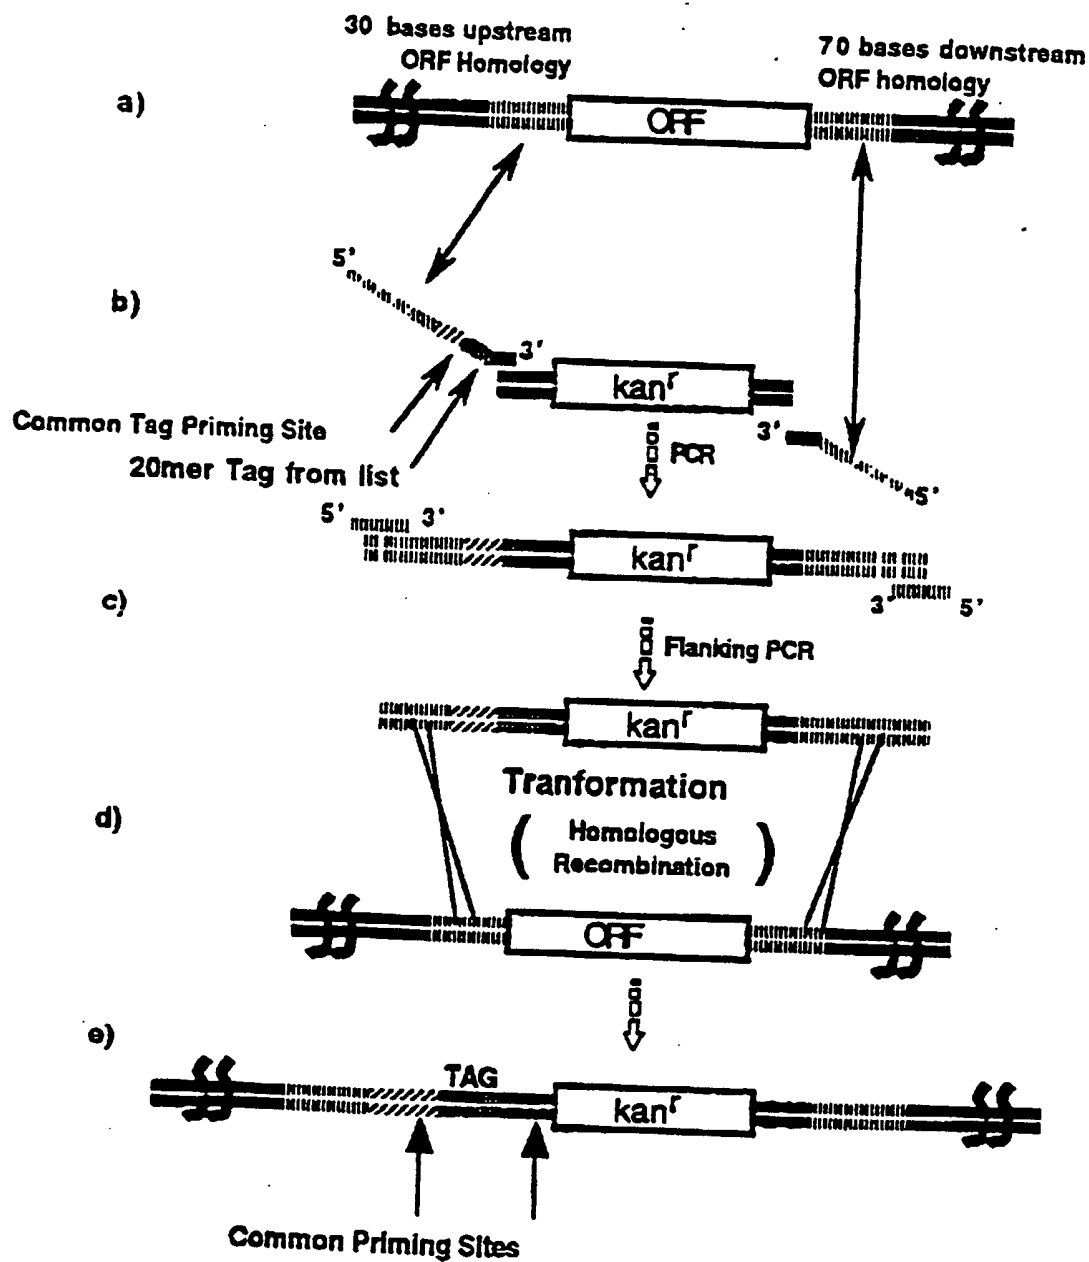 30 bases upstream
ORF Homology
70 bases downstream
ORF homology
a)
ORF
5'
b)
3'
kanʳ
Common Tag Priming Site
20mer Tag from list
3'
PCR
5'
5'
3'
kanʳ
c)
3'
5'
Flanking PCR
kanʳ
Tranformation
d)
( Homologous
Recombination )
ORF
e)
TAG
kanʳ
Common Priming Sites